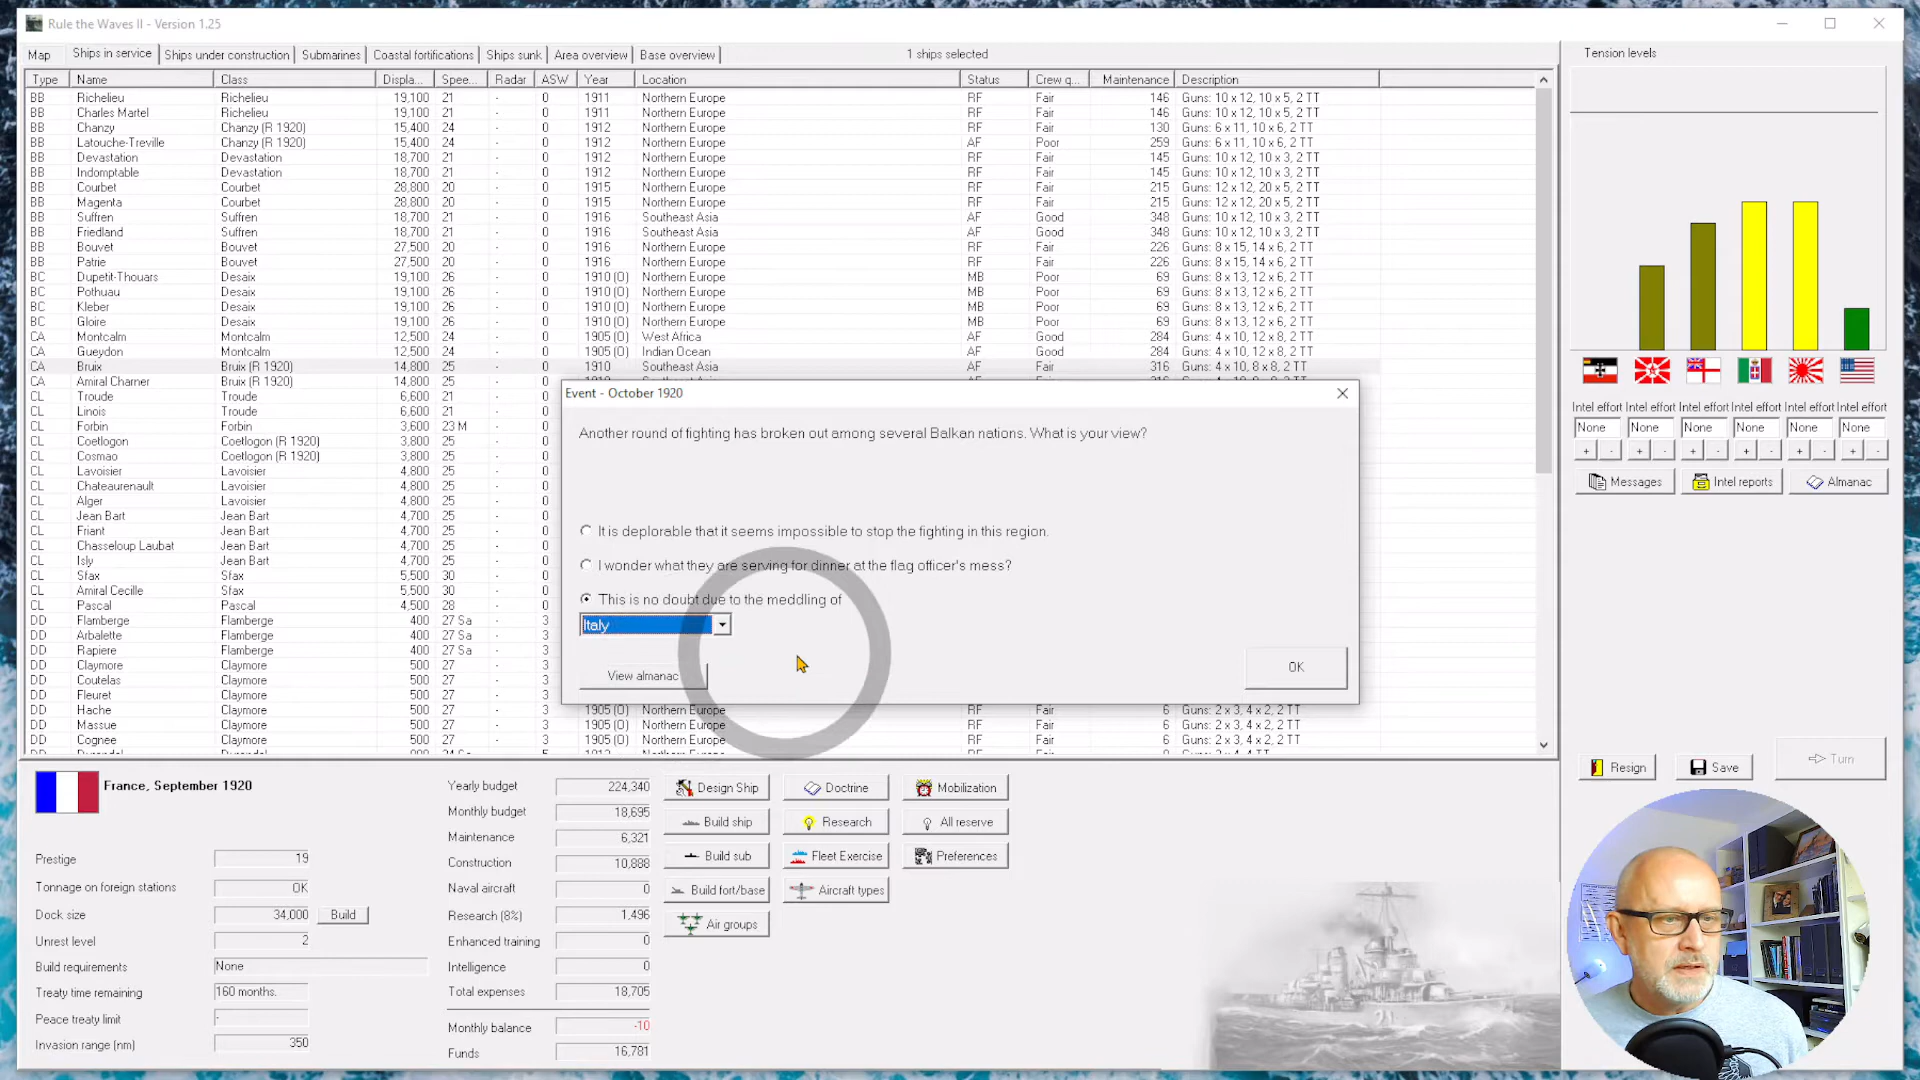 Rule the Waves II - Version 1.25
Map Ships in service Ships under construction Submarines Coastal fortifications Ships sunk Area overview Base overview 1 ships selected Tension levels
Type Name Class Displa... Spee... Radar ASW Year Location Status Crew q... Maintenance Description
BB Richelieu Richelieu 19,100 21 - 0 1911 Northern Europe RF Fair 146 Guns: 10 x 12, 10 x 5, 2 TT
BB Charles Martel Richelieu 19,100 21 - 0 1911 Northern Europe RF Fair 146 Guns: 10 x 12, 10 x 5, 2 TT
BB Chanzy Chanzy (R 1920) 15,400 24 - 0 1912 Northern Europe RF Fair 130 Guns: 6 x 11, 10 x 6, 2 TT
BB Latouche-Treville Chanzy (R 1920) 15,400 24 - 0 1912 Northern Europe AF Poor 259 Guns: 6 x 11, 10 x 6, 2 TT
BB Devastation Devastation 18,700 21 - 0 1912 Northern Europe RF Fair 145 Guns: 10 x 12, 10 x 3, 2 TT
BB Indomptable Devastation 18,700 21 - 0 1912 Northern Europe RF Fair 145 Guns: 10 x 12, 10 x 3, 2 TT
BB Courbet Courbet 28,800 20 - 0 1915 Northern Europe RF Fair 215 Guns: 12 x 12, 20 x 5, 2 TT
BB Magenta Courbet 28,800 20 - 0 1915 Northern Europe RF Fair 215 Guns: 12 x 12, 20 x 5, 2 TT
BB Suffren Suffren 18,700 21 - 0 1916 Southeast Asia AF Good 348 Guns: 10 x 12, 10 x 3, 2 TT
BB Friedland Suffren 18,700 21 - 0 1916 Southeast Asia AF Good 348 Guns: 10 x 12, 10 x 3, 2 TT
BB Bouvet Bouvet 27,500 20 - 0 1916 Northern Europe RF Fair 226 Guns: 8 x 15, 14 x 6, 2 TT
BB Patrie Bouvet 27,500 20 - 0 1916 Northern Europe RF Fair 226 Guns: 8 x 15, 14 x 6, 2 TT
BC Dupetit-Thouars Desaix 19,100 26 - 0 1910 (O) Northern Europe MB Poor 69 Guns: 8 x 13, 12 x 6, 2 TT
BC Pothuau Desaix 19,100 26 - 0 1910 (O) Northern Europe MB Poor 69 Guns: 8 x 13, 12 x 6, 2 TT
BC Kleber Desaix 19,100 26 - 0 1910 (O) Northern Europe MB Poor 69 Guns: 8 x 13, 12 x 6, 2 TT
BC Gloire Desaix 19,100 26 - 0 1910 (O) Northern Europe MB Poor 69 Guns: 8 x 13, 12 x 6, 2 TT
CA Montcalm Montcalm 12,500 24 - 0 1905 (O) West Africa AF Good 284 Guns: 4 x 10, 12 x 8, 2 TT
CA Gueydon Montcalm 12,500 24 - 0 1905 (O) Indian Ocean AF Good 284 Guns: 4 x 10, 12 x 8, 2 TT
CA Bruix Bruix (R 1920) 14,800 25 - 0 1910 Southeast Asia AF Fair 316 Guns: 4 x 10, 8 x 8, 2 TT
CA Amiral Charner Bruix (R 1920) 14,800 25 - 0
CL Troude Troude 6,600 21 - 0
CL Linois Troude 6,600 21 - 0
CL Forbin Forbin 3,600 23 M - 0
CL Coetlogon Coetlogon (R 1920) 3,800 25 - 0
CL Cosmao Coetlogon (R 1920) 3,800 25 - 0
CL Lavoisier Lavoisier 4,800 25 - 0
CL Chateaurenault Lavoisier 4,800 25 - 0
CL Alger Lavoisier 4,800 25 - 0
CL Jean Bart Jean Bart 4,700 25 - 0
CL Friant Jean Bart 4,700 25 - 0
CL Chasseloup Laubat Jean Bart 4,700 25 - 0
CL Isly Jean Bart 4,700 25 - 0
CL Sfax Sfax 5,500 30 - 0
CL Amiral Cecille Sfax 5,500 30 - 0
CL Pascal Pascal 4,500 28 - 0
DD Flamberge Flamberge 400 27 Sa - 3
DD Arbalette Flamberge 400 27 Sa - 3
DD Rapiere Flamberge 400 27 Sa - 3
DD Claymore Claymore 500 27 - 3
DD Coutelas Claymore 500 27 - 3
DD Fleuret Claymore 500 27 - 3
DD Hache Claymore 500 27 - 3 1905 (O) Northern Europe RF Fair 6 Guns: 2 x 3, 4 x 2, 2 TT
DD Massue Claymore 500 27 - 3 1905 (O) Northern Europe RF Fair 6 Guns: 2 x 3, 4 x 2, 2 TT
DD Cognee Claymore 500 27 - 3 1905 (O) Northern Europe RF Fair 6 Guns: 2 x 3, 4 x 2, 2 TT
Event - October 1920
Another round of fighting has broken out among several Balkan nations. What is your view?
It is deplorable that it seems impossible to stop the fighting in this region.
I wonder what they are serving for dinner at the flag officer's mess?
This is no doubt due to the meddling of
Italy
View almanac
OK
Intel effort Intel effort Intel effort Intel effort Intel effort Intel effort
None None None None None None
+ - + - + - + - + - + -
Messages Intel reports Almanac
Resign Save Turn
France, September 1920
Prestige 19
Tonnage on foreign stations OK
Dock size 34,000 Build
Unrest level 2
Build requirements None
Treaty time remaining 160 months.
Peace treaty limit -
Invasion range (nm) 350
Yearly budget 224,340
Monthly budget 18,695
Maintenance 6,321
Construction 10,888
Naval aircraft 0
Research (8%) 1,496
Enhanced training 0
Intelligence 0
Total expenses 18,705
Monthly balance -10
Funds 16,781
Design Ship Doctrine Mobilization
Build ship Research All reserve
Build sub Fleet Exercise Preferences
Build fort/base Aircraft types
Air groups